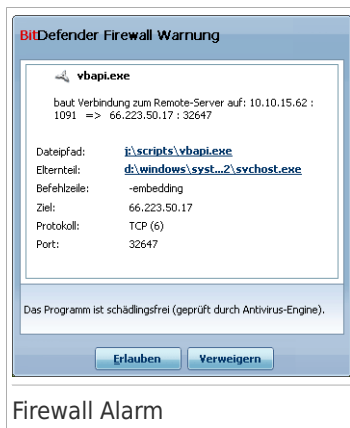 BitDefender Firewall Warnung
vbapi.exe
baut Verbindung zum Remote-Server auf: 10.10.15.62 :
1091 => 66.223.50.17 : 32647
Dateipfad: j:\scripts\vbapi.exe
Elternteil: d:\windows\syst...2\svchost.exe
Befehlzeile: -embedding
Ziel: 66.223.50.17
Protokoll: TCP (6)
Port: 32647
Das Programm ist schädlingsfrei (geprüft durch Antivirus-Engine).
Erlauben Verweigern
Firewall Alarm